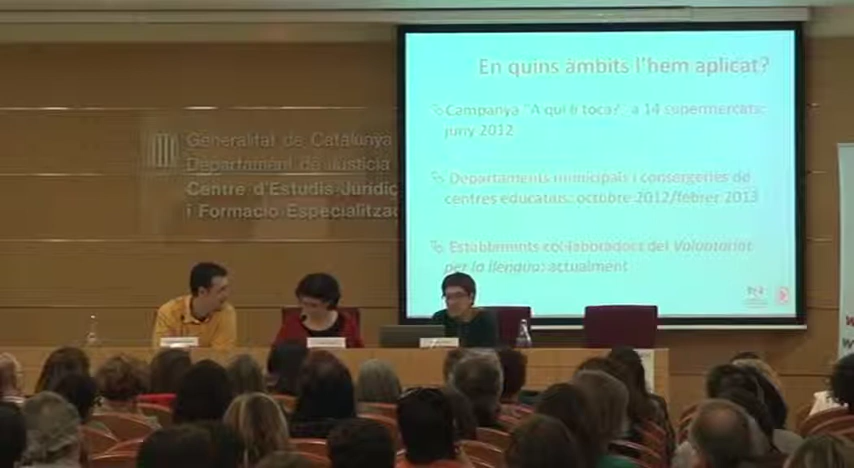 Generalitat de Catalunya
Departament de Justícia
Centre d'Estudis Jurídic
i Formació Especialitzad
En quins àmbits l'hem aplicat?
Campanya "A qui li toca?" a 14 supermercats:
juny 2012
Departaments municipals i consergeries de
centres educatius: octubre 2012/febrer 2013
Establiments col·laboradors del Voluntariat
per la llengua: actualment